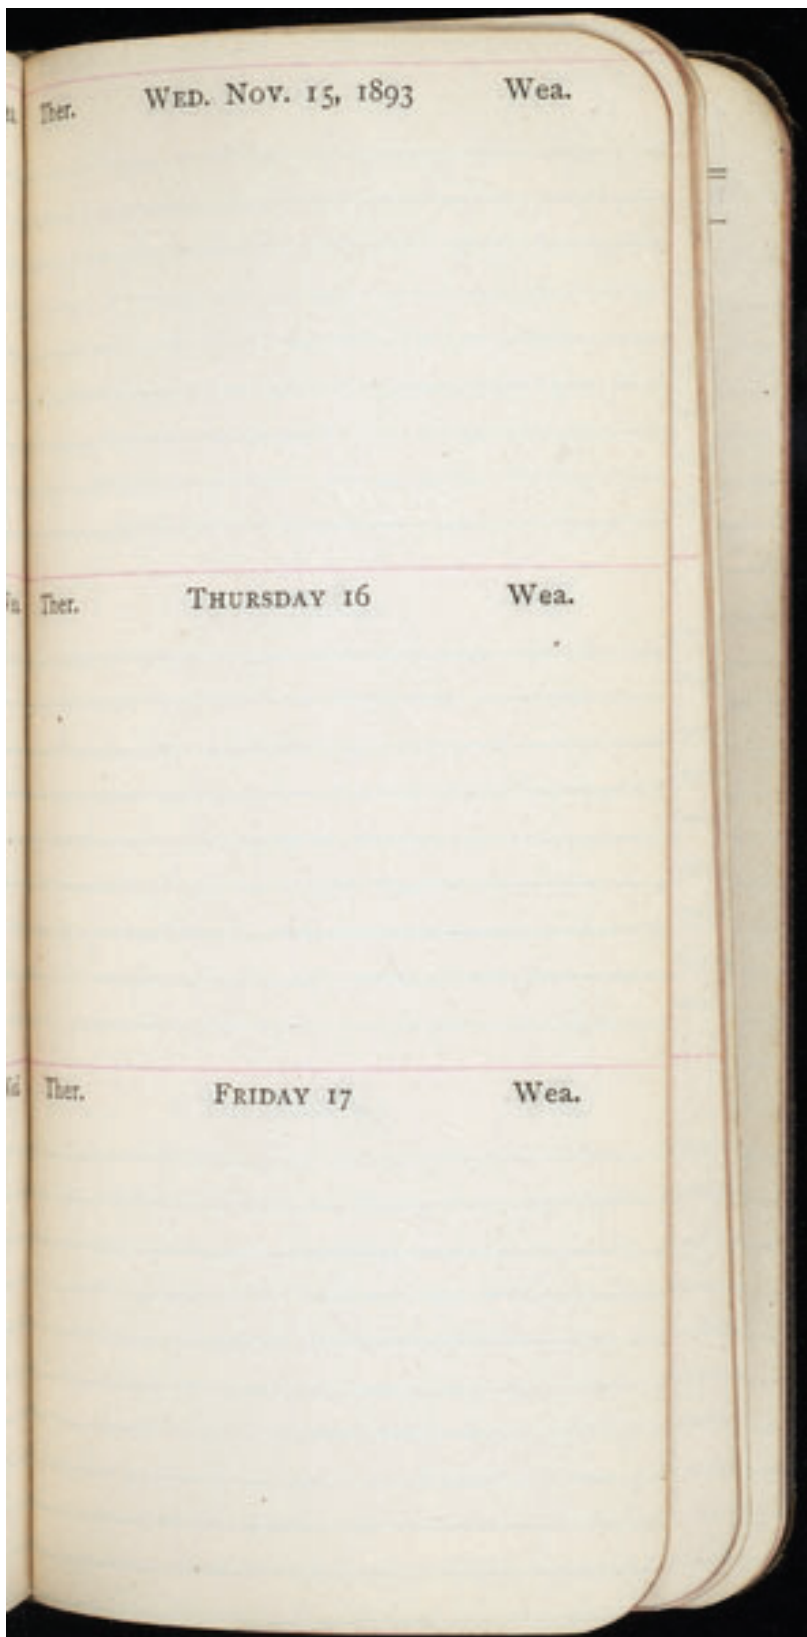 Ther. WED. NOV. 15, 1893 Wea.
Ther. THURSDAY 16 Wea.
Ther. FRIDAY 17 Wea.